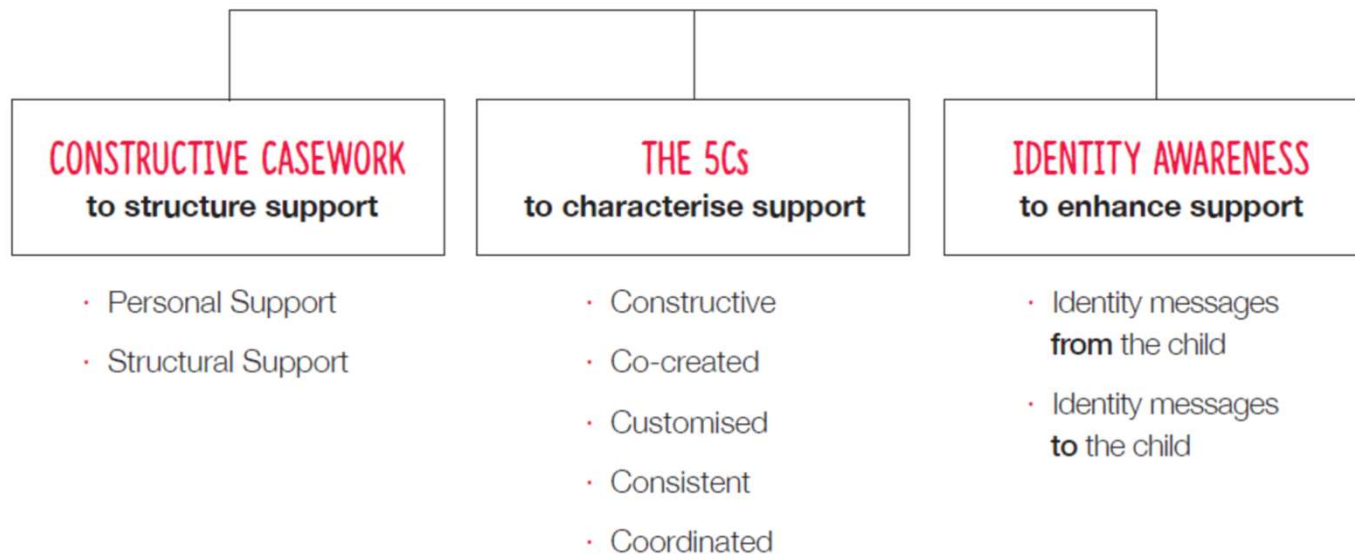 CONSTRUCTIVE CASEWORK
to structure support
· Personal Support
· Structural Support
THE 5Cs
to characterise support
· Constructive
· Co-created
· Customised
· Consistent
· Coordinated
IDENTITY AWARENESS
to enhance support
· Identity messages
from the child
· Identity messages
to the child